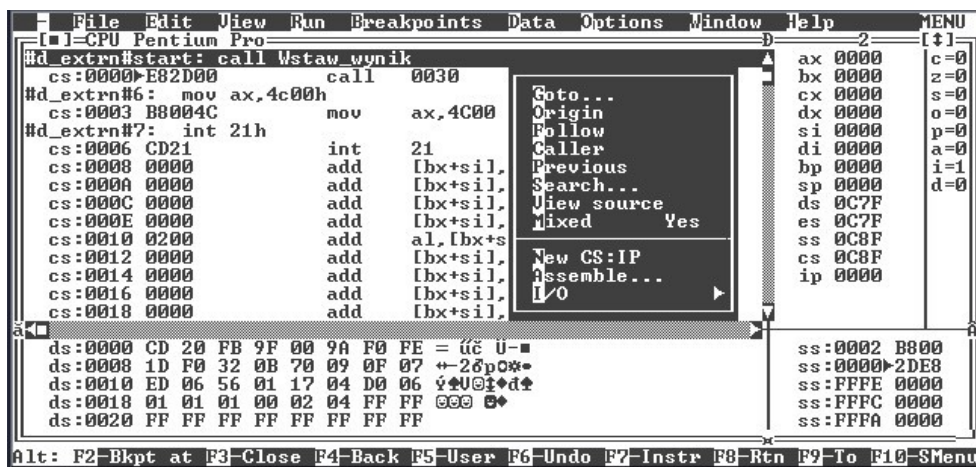 File Edit View Run Breakpoints Data Options Window Help MENU
[■]=CPU Pentium Pro 2 [↕]
#d_extrn#start: call Wstaw_wynik
cs:0000►E82D00 call 0030
#d_extrn#6: mov ax,4c00h
cs:0003 B8004C mov ax,4C00
#d_extrn#7: int 21h
cs:0006 CD21 int 21
cs:0008 0000 add [bx+si],
cs:000A 0000 add [bx+si],
cs:000C 0000 add [bx+si],
cs:000E 0000 add [bx+si],
cs:0010 0200 add al,[bx+s
cs:0012 0000 add [bx+si],
cs:0014 0000 add [bx+si],
cs:0016 0000 add [bx+si],
cs:0018 0000 add [bx+si],
Goto...
Origin
Follow
Caller
Previous
Search...
View source
Mixed Yes
New CS:IP
Assemble...
I/O
ax 0000 c=0
bx 0000 z=0
cx 0000 s=0
dx 0000 o=0
si 0000 p=0
di 0000 a=0
bp 0000 i=1
sp 0000 d=0
ds 0C7F
es 0C7F
ss 0C8F
cs 0C8F
ip 0000
ds:0000 CD 20 FB 9F 00 9A F0 FE
ds:0008 1D F0 32 0B 70 09 0F 07
ds:0010 ED 06 56 01 17 04 D0 06
ds:0018 01 01 01 00 02 04 FF FF
ds:0020 FF FF FF FF FF FF FF FF
ss:0002 B800
ss:0000►2DE8
ss:FFFE 0000
ss:FFFC 0000
ss:FFFA 0000
Alt: F2-Bkpt at F3-Close F4-Back F5-User F6-Undo F7-Instr F8-Rtn F9-To F10-SMenu